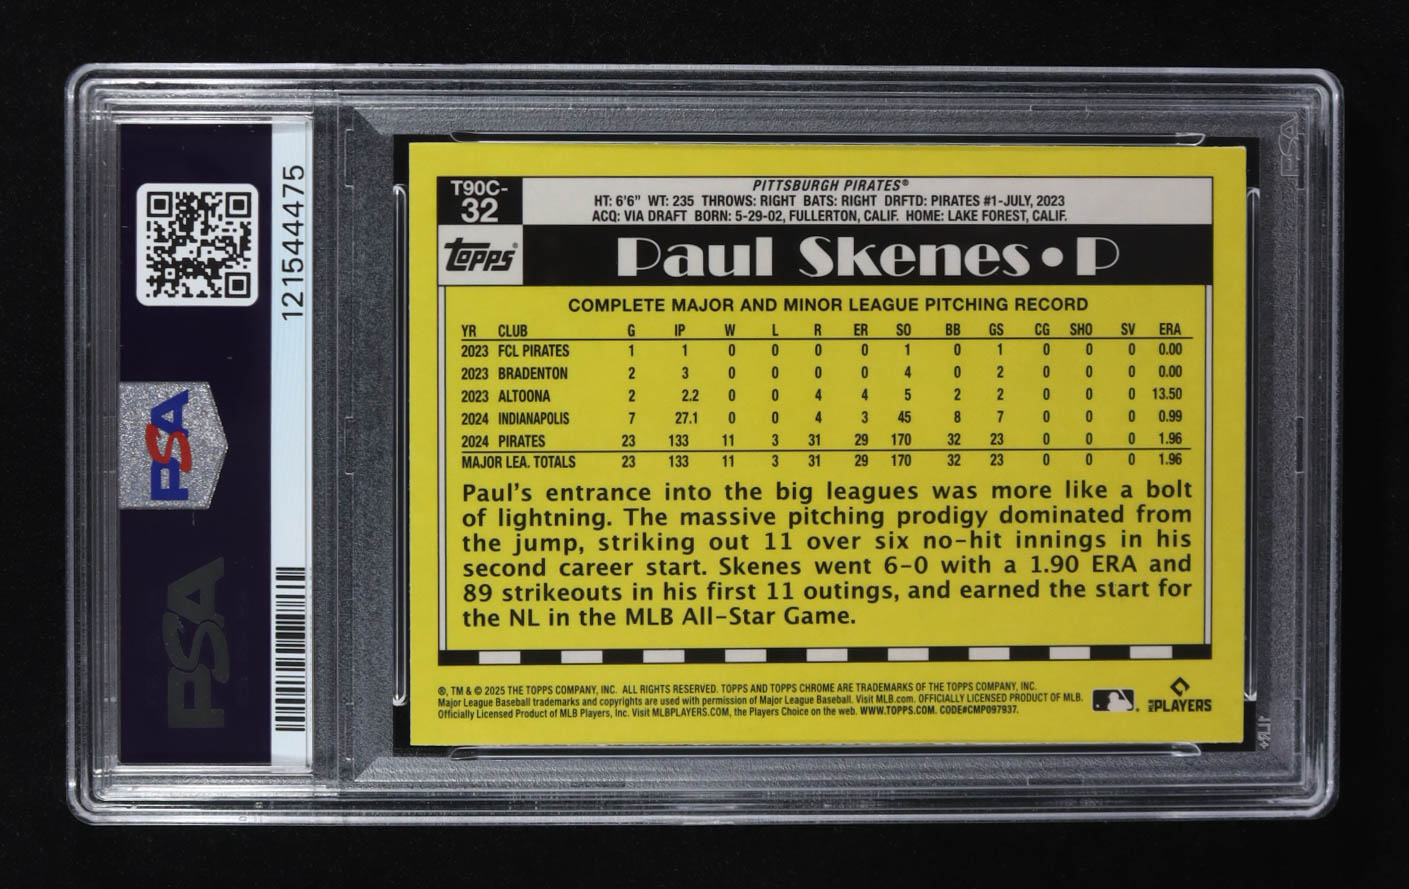 121544475
PSA
PSA
T90C-
32
PITTSBURGH PIRATES®
HT: 6'6" WT: 235 THROWS: RIGHT BATS: RIGHT DRFTD: PIRATES #1-JULY, 2023
ACQ: VIA DRAFT BORN: 5-29-02, FULLERTON, CALIF. HOME: LAKE FOREST, CALIF.
Topps®
Paul Skenes • P
COMPLETE MAJOR AND MINOR LEAGUE PITCHING RECORD
YR CLUB G IP W L R ER SO BB GS CG SHO SV ERA
2023 FCL PIRATES 1 1 0 0 0 0 1 0 1 0 0 0 0.00
2023 BRADENTON 2 3 0 0 0 0 4 0 2 0 0 0 0.00
2023 ALTOONA 2 2.2 0 0 4 4 5 2 2 0 0 0 13.50
2024 INDIANAPOLIS 7 27.1 0 0 4 3 45 8 7 0 0 0 0.99
2024 PIRATES 23 133 11 3 31 29 170 32 23 0 0 0 1.96
MAJOR LEA. TOTALS 23 133 11 3 31 29 170 32 23 0 0 0 1.96
Paul's entrance into the big leagues was more like a bolt
of lightning. The massive pitching prodigy dominated from
the jump, striking out 11 over six no-hit innings in his
second career start. Skenes went 6-0 with a 1.90 ERA and
89 strikeouts in his first 11 outings, and earned the start for
the NL in the MLB All-Star Game.
®, TM & © 2025 THE TOPPS COMPANY, INC. ALL RIGHTS RESERVED. TOPPS AND TOPPS CHROME ARE TRADEMARKS OF THE TOPPS COMPANY, INC.
Major League Baseball trademarks and copyrights are used with permission of Major League Baseball. Visit MLB.com. OFFICIALLY LICENSED PRODUCT OF MLB.
Officially Licensed Product of MLB Players, Inc. Visit MLBPLAYERS.COM, the Players Choice on the web. WWW.TOPPS.COM. CODE#CMP097937.
MLB PLAYERS
PSA